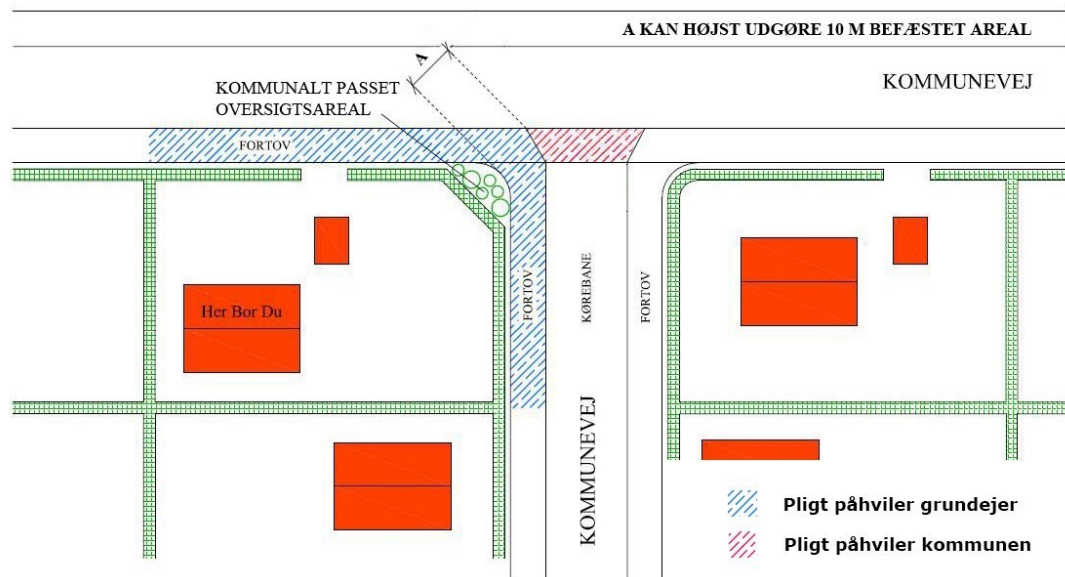 A KAN HØJST UDGØRE 10 M BEFÆSTET AREAL
A
KOMMUNALT PASSET
OVERSIGTSAREAL
KOMMUNEVEJ
FORTOV
Her Bor Du
FORTOV
KØREBANE
FORTOV
KOMMUNEVEJ
Pligt påhviler grundejer
Pligt påhviler kommunen